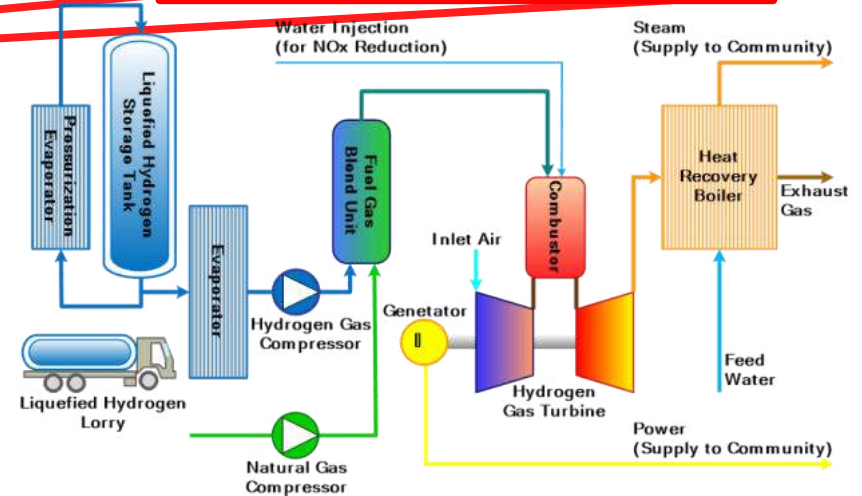 Water Injection
(for NOx Reduction)
Steam
(Supply to Community)
Liquefied Hydrogen
Storage Tank
Pressurization
Evaporator
Fuel Gas
Blend Unit
Combustor
Heat
Recovery
Boiler
Exhaust
Gas
Evaporator
Inlet Air
Genetator
Hydrogen Gas
Compressor
Feed
Water
Hydrogen
Gas Turbine
Liquefied Hydrogen
Lorry
Power
(Supply to Community)
Natural Gas
Compressor